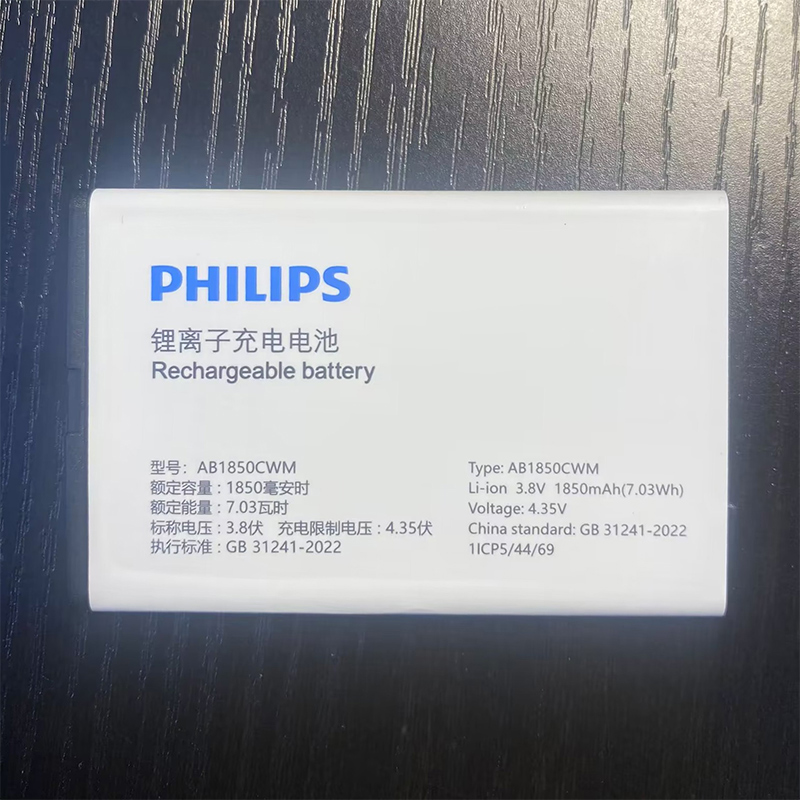 PHILIPS
锂离子充电电池
Rechargeable battery
型号：AB1850CWM
额定容量：1850毫安时
额定能量：7.03瓦时
标称电压：3.8伏 充电限制电压：4.35伏
执行标准：GB 31241-2022
Type: AB1850CWM
Li-ion 3.8V 1850mAh(7.03Wh)
Voltage: 4.35V
China standard: GB 31241-2022
1ICP5/44/69